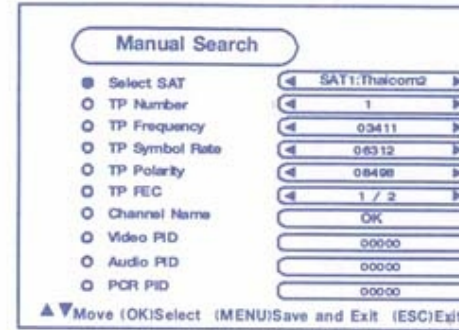 Manual Search
Select SAT SAT1:Thaicom2
TP Number 1
TP Frequency 03411
TP Symbol Rate 06312
TP Polarity 08498
TP FEC 1 / 2
Channel Name OK
Video PID 00000
Audio PID 00000
PCR PID 00000
▲▼Move (OK)Select (MENU)Save and Exit (ESC)Exit